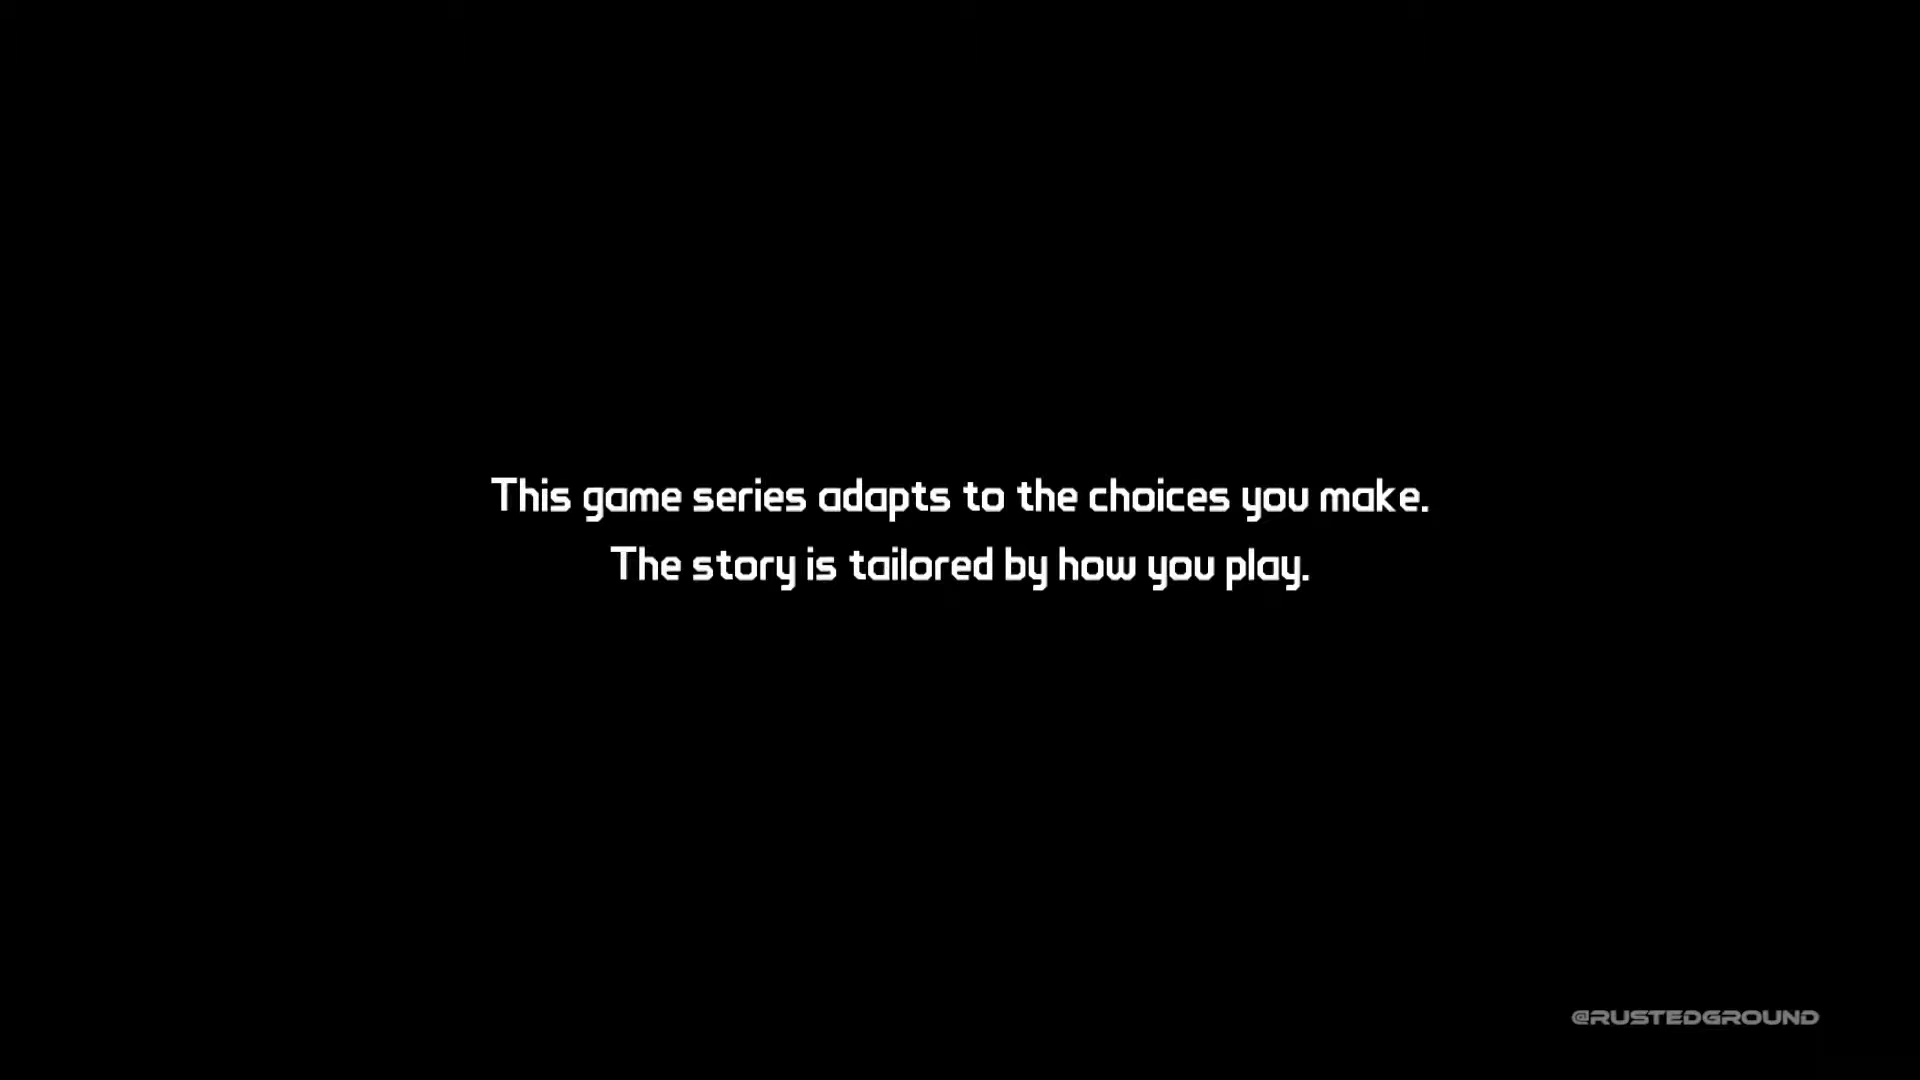 This game series adapts to the choices you make.
The story is tailored by how you play.
@RUSTEDGROUND